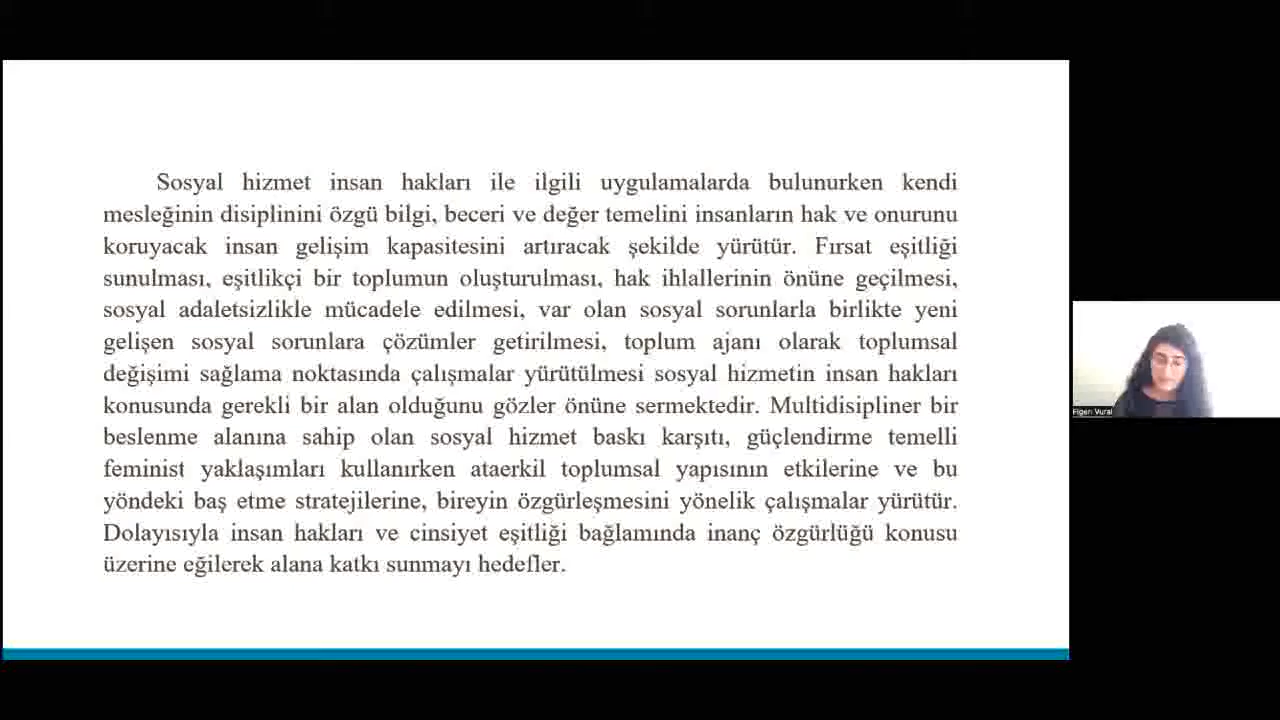 Sosyal hizmet insan hakları ile ilgili uygulamalarda bulunurken kendi
mesleğinin disiplinini özgü bilgi, beceri ve değer temelini insanların hak ve onurunu
koruyacak insan gelişim kapasitesini artıracak şekilde yürütür. Fırsat eşitliği
sunulması, eşitlikçi bir toplumun oluşturulması, hak ihlallerinin önüne geçilmesi,
sosyal adaletsizlikle mücadele edilmesi, var olan sosyal sorunlarla birlikte yeni
gelişen sosyal sorunlara çözümler getirilmesi, toplum ajanı olarak toplumsal
değişimi sağlama noktasında çalışmalar yürütülmesi sosyal hizmetin insan hakları
konusunda gerekli bir alan olduğunu gözler önüne sermektedir. Multidisipliner bir
beslenme alanına sahip olan sosyal hizmet baskı karşıtı, güçlendirme temelli
feminist yaklaşımları kullanırken ataerkil toplumsal yapısının etkilerine ve bu
yöndeki baş etme stratejilerine, bireyin özgürleşmesini yönelik çalışmalar yürütür.
Dolayısıyla insan hakları ve cinsiyet eşitliği bağlamında inanç özgürlüğü konusu
üzerine eğilerek alana katkı sunmayı hedefler.
Figen Vural